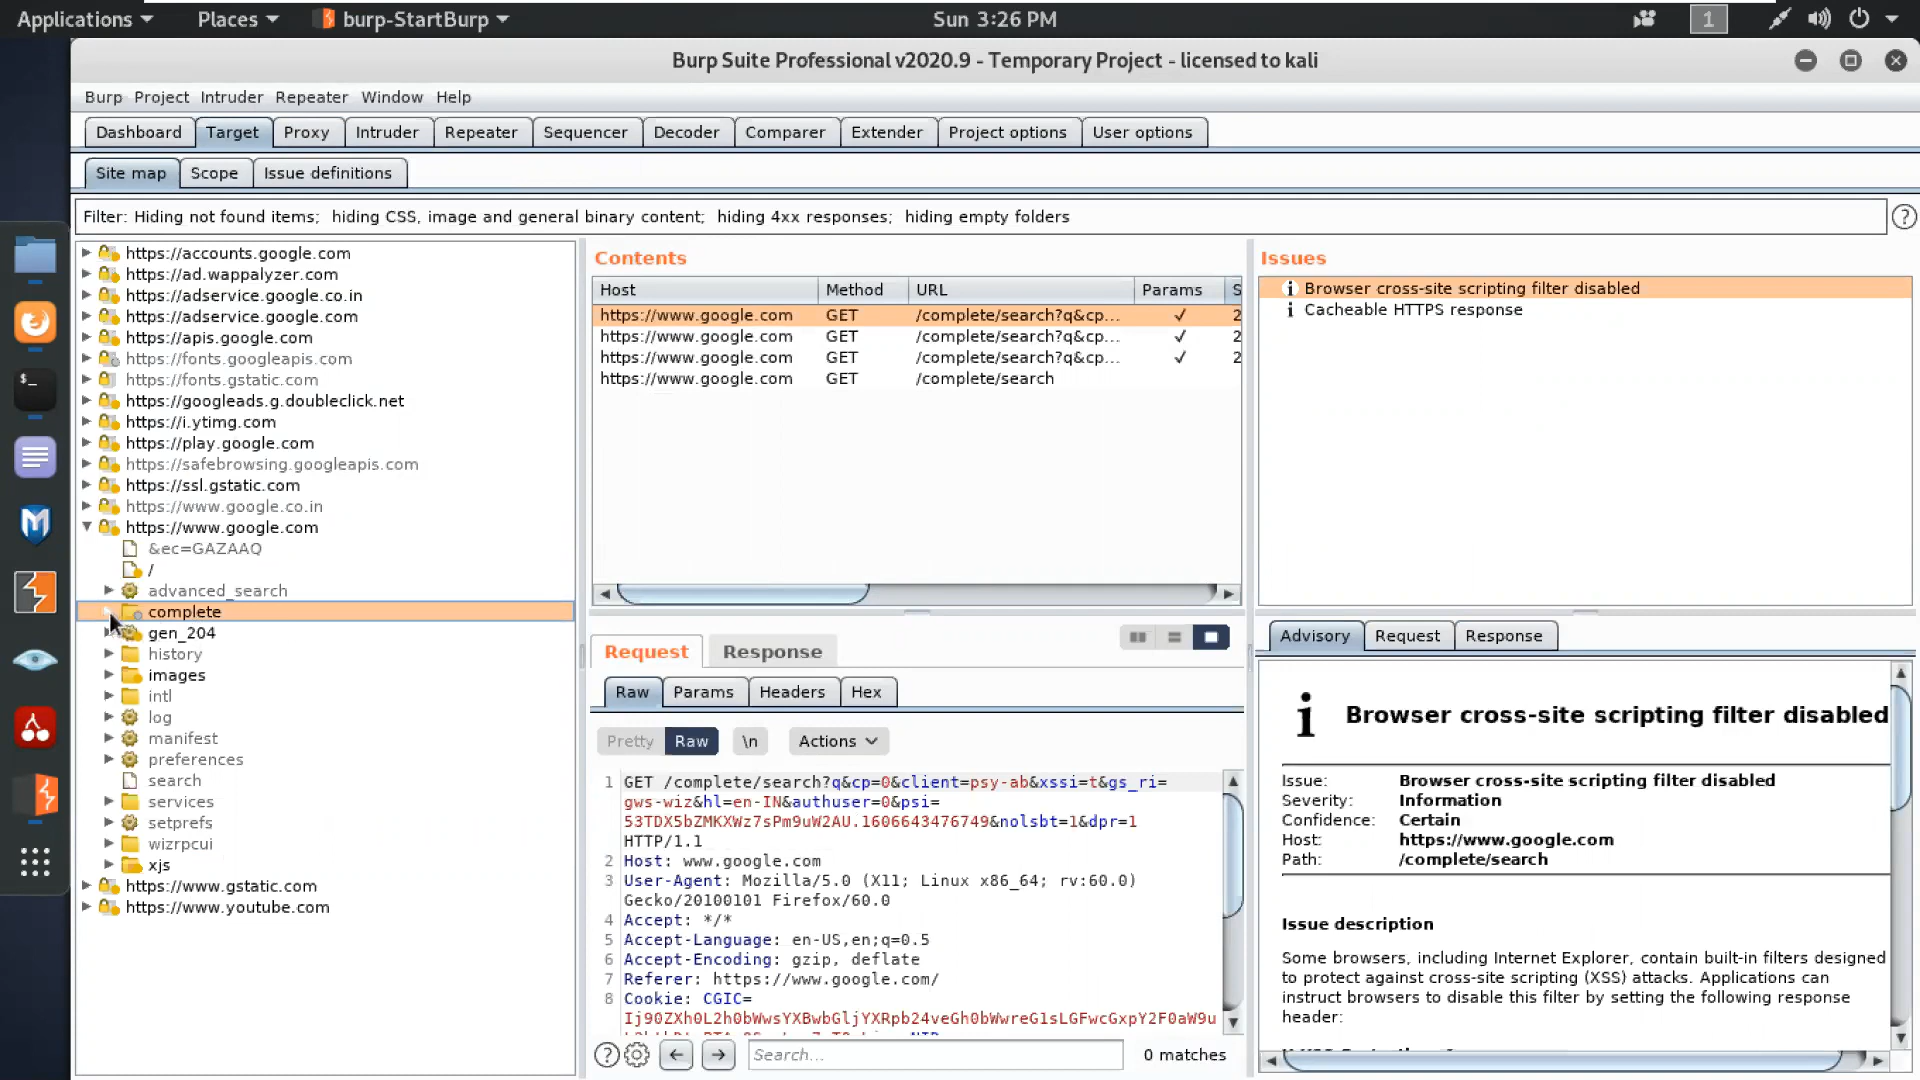 Applications Places burp-StartBurp Sun 3:26 PM 1
Burp Suite Professional v2020.9 - Temporary Project - licensed to kali
Burp Project Intruder Repeater Window Help
Dashboard Target Proxy Intruder Repeater Sequencer Decoder Comparer Extender Project options User options
Site map Scope Issue definitions
Filter: Hiding not found items; hiding CSS, image and general binary content; hiding 4xx responses; hiding empty folders ?
https://accounts.google.com
https://ad.wappalyzer.com
https://adservice.google.co.in
https://adservice.google.com
https://apis.google.com
https://fonts.googleapis.com
https://fonts.gstatic.com
https://googleads.g.doubleclick.net
https://i.ytimg.com
https://play.google.com
https://safebrowsing.googleapis.com
https://ssl.gstatic.com
https://www.google.co.in
https://www.google.com
&ec=GAZAAQ
/
advanced_search
complete
gen_204
history
images
intl
log
manifest
preferences
search
services
setprefs
wizrpcui
xjs
https://www.gstatic.com
https://www.youtube.com
Contents
Host Method URL Params S
https://www.google.com GET /complete/search?q&cp... ✓ 2
https://www.google.com GET /complete/search?q&cp... ✓ 2
https://www.google.com GET /complete/search?q&cp... ✓ 2
https://www.google.com GET /complete/search
Request Response
Raw Params Headers Hex
Pretty Raw \n Actions
1 GET /complete/search?q&cp=0&client=psy-ab&xssi=t&gs_ri=
gws-wiz&hl=en-IN&authuser=0&psi=
53TDX5bZMKXWz7sPm9uW2AU.1606643476749&nolsbt=1&dpr=1
HTTP/1.1
2 Host: www.google.com
3 User-Agent: Mozilla/5.0 (X11; Linux x86_64; rv:60.0)
Gecko/20100101 Firefox/60.0
4 Accept: */*
5 Accept-Language: en-US,en;q=0.5
6 Accept-Encoding: gzip, deflate
7 Referer: https://www.google.com/
8 Cookie: CGIC=
Ij90ZXh0L2h0bWwsYXBwbGljYXRpb24veGh0bWwreG1sLGFwcGxpY2F0aW9u
? Search... 0 matches
Issues
Browser cross-site scripting filter disabled
Cacheable HTTPS response
Advisory Request Response
Browser cross-site scripting filter disabled
Issue: Browser cross-site scripting filter disabled
Severity: Information
Confidence: Certain
Host: https://www.google.com
Path: /complete/search
Issue description
Some browsers, including Internet Explorer, contain built-in filters designed
to protect against cross-site scripting (XSS) attacks. Applications can
instruct browsers to disable this filter by setting the following response
header: